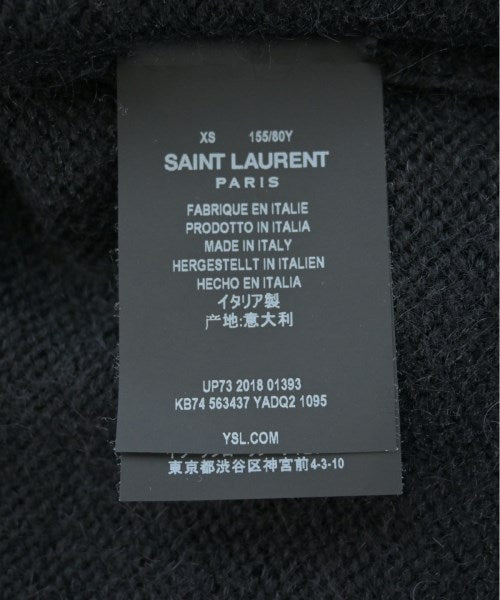 XS 155/80Y
SAINT LAURENT
PARIS
FABRIQUE EN ITALIE
PRODOTTO IN ITALIA
MADE IN ITALY
HERGESTELLT IN ITALIEN
HECHO EN ITALIA
イタリア製
产地:意大利
UP73 2018 01393
KB74 563437 YADQ2 1095
YSL.COM
東京都渋谷区神宮前4-3-10